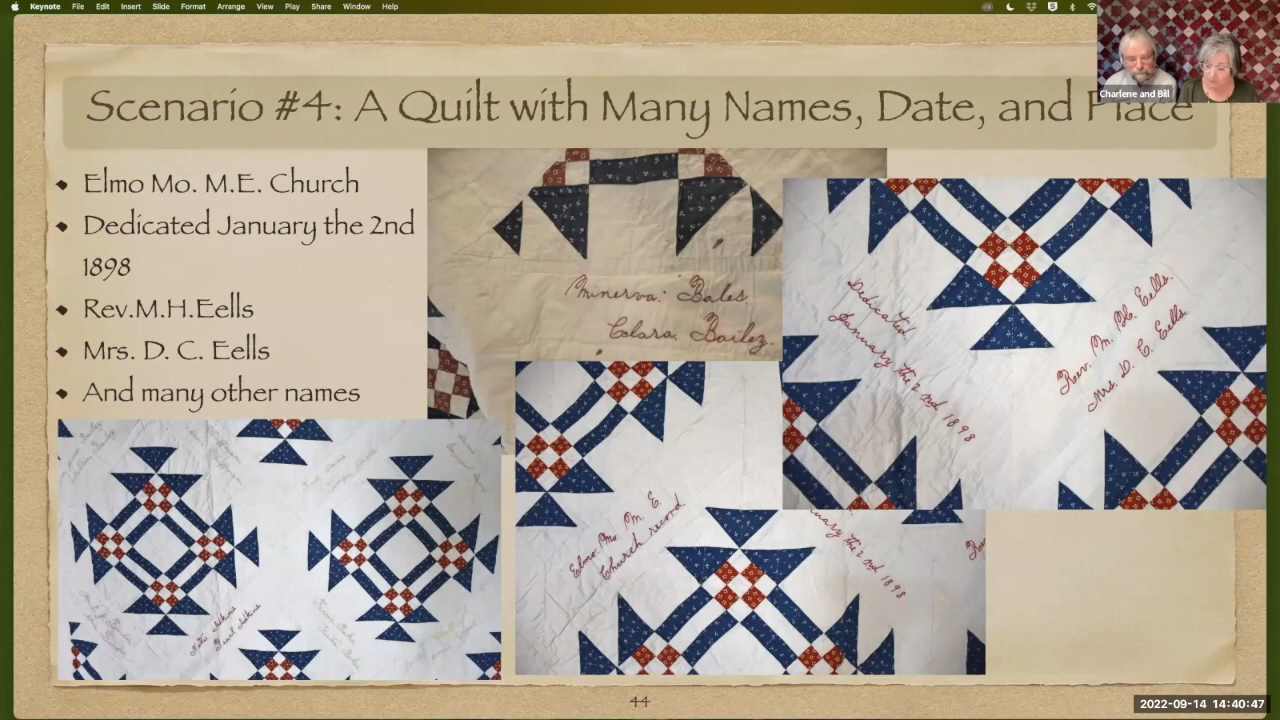 Keynote File Edit Insert Slide Format Arrange View Play Share Window Help
Charlene and Bill
Scenario #4: A Quilt with Many Names, Date, and Place
Elmo Mo. M.E. Church
Dedicated January the 2nd
1898
Rev.M.H.Eells
Mrs. D. C. Eells
And many other names
Minerva. Bales.
Clara. Bailey.
Dedicated.
January the 2nd 1898
Rev. M. H. Eells.
Mrs. D. C. Eells
Elmo. Mo. M. E.
Church record.
uary the 2nd 1898
Re
44
2022-09-14 14:40:47